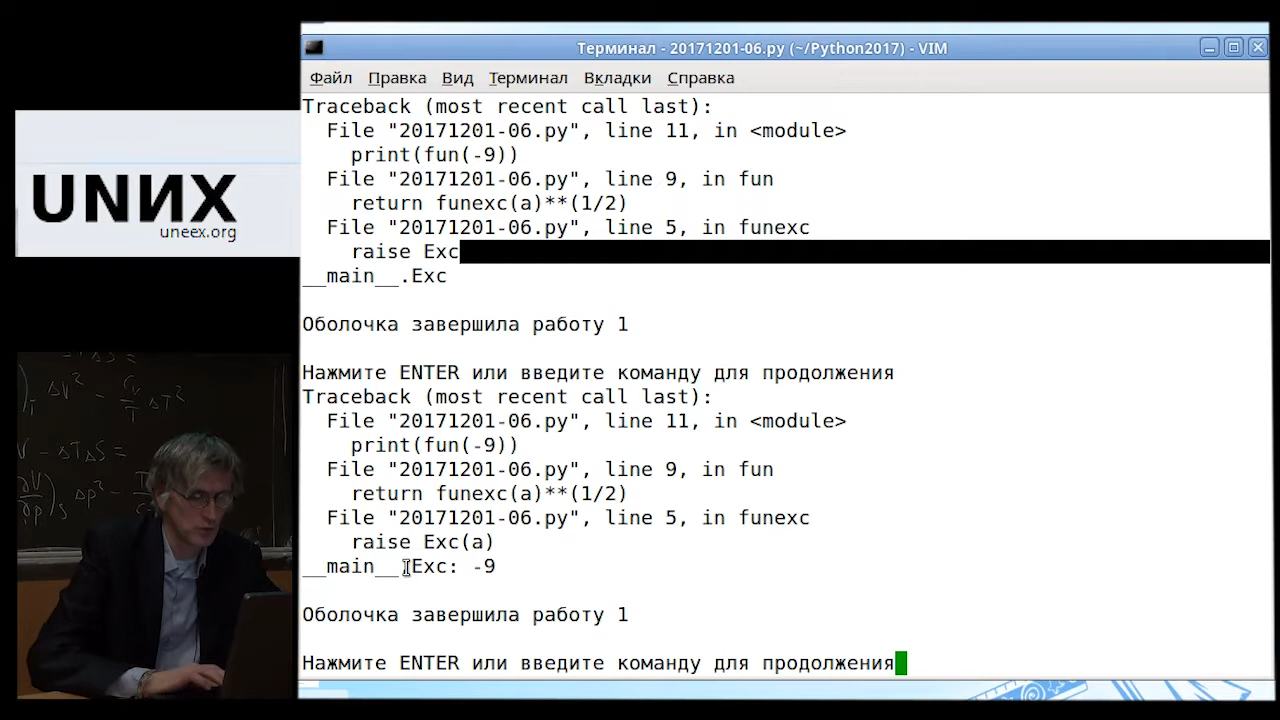 Терминал - 20171201-06.py (~/Python2017) - VIM
Файл Правка Вид Терминал Вкладки Справка
UNИX
uneex.org
Traceback (most recent call last):
File "20171201-06.py", line 11, in <module>
print(fun(-9))
File "20171201-06.py", line 9, in fun
return funexc(a)**(1/2)
File "20171201-06.py", line 5, in funexc
raise Exc
__main__.Exc
Оболочка завершила работу 1
Нажмите ENTER или введите команду для продолжения
Traceback (most recent call last):
File "20171201-06.py", line 11, in <module>
print(fun(-9))
File "20171201-06.py", line 9, in fun
return funexc(a)**(1/2)
File "20171201-06.py", line 5, in funexc
raise Exc(a)
__main__.Exc: -9
Оболочка завершила работу 1
Нажмите ENTER или введите команду для продолжения